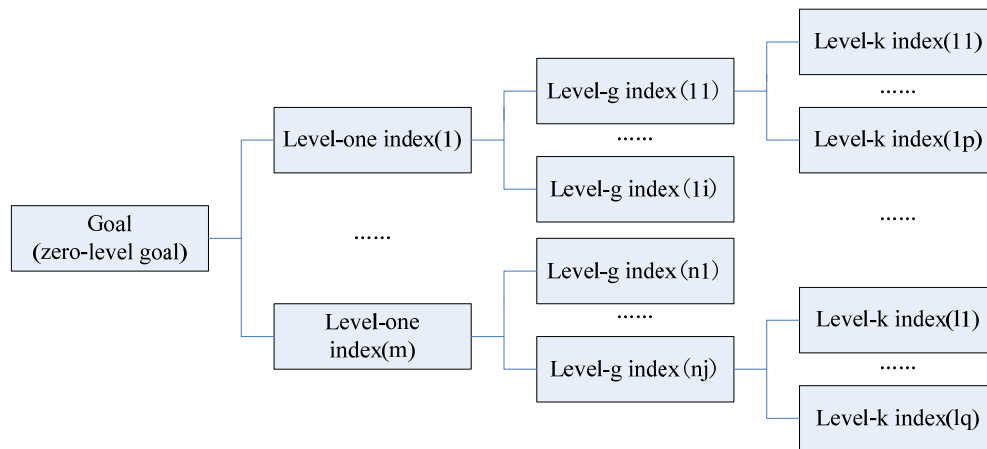 Goal
(zero-level goal)
Level-one index(1)
......
Level-one
index(m)
Level-g index(11)
......
Level-g index(1i)
Level-g index(n1)
......
Level-g index(nj)
Level-k index(11)
......
Level-k index(1p)
......
Level-k index(l1)
......
Level-k index(lq)